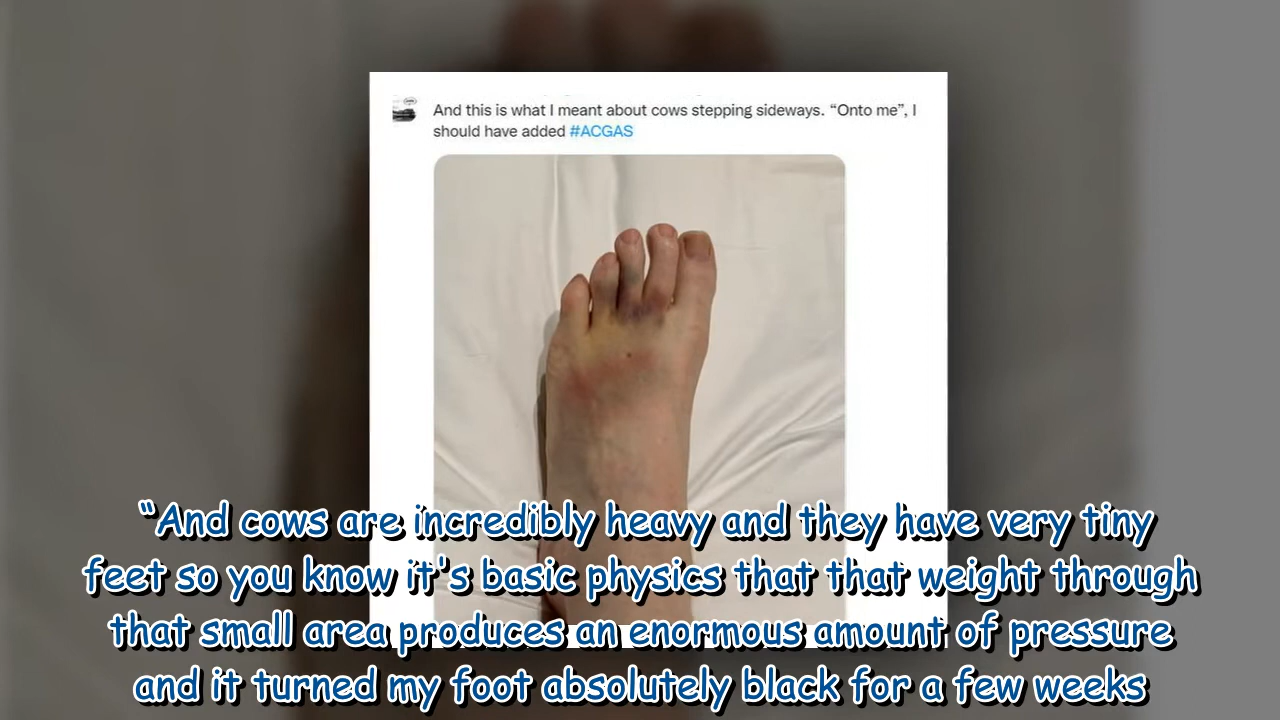 And this is what I meant about cows stepping sideways. “Onto me”, I
should have added #ACGAS
“And cows are incredibly heavy and they have very tiny
feet so you know it's basic physics that that weight through
that small area produces an enormous amount of pressure
and it turned my foot absolutely black for a few weeks